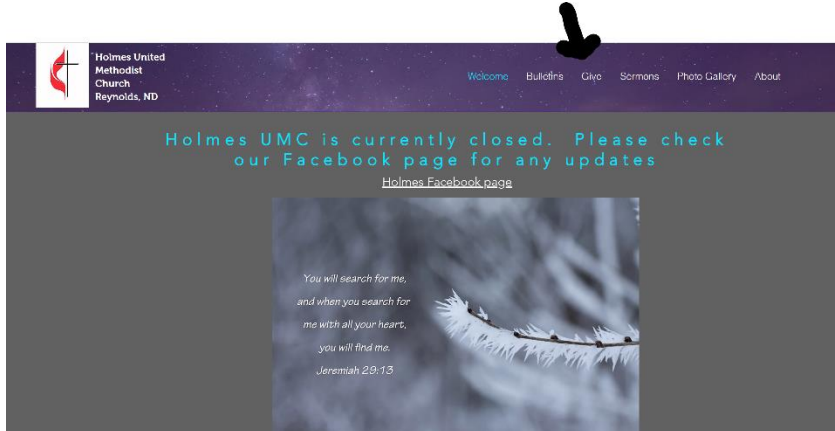 Holmes United
Methodist
Church
Reynolds, ND
Welcome Bulletins Give Sermons Photo Gallery About
Holmes UMC is currently closed. Please check
our Facebook page for any updates
Holmes Facebook page
You will search for me,
and when you search for
me with all your heart,
you will find me.
Jeremiah 29:13